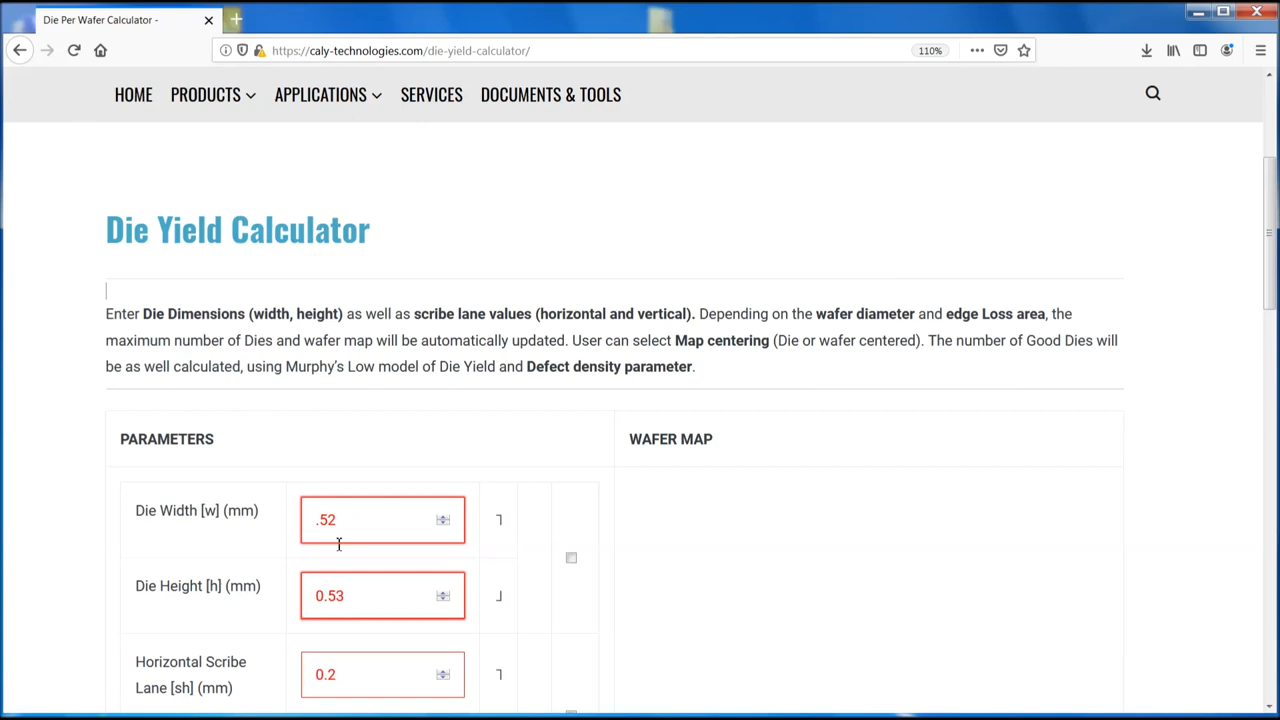 Die Per Wafer Calculator -
https://caly-technologies.com/die-yield-calculator/
110%
HOME PRODUCTS APPLICATIONS SERVICES DOCUMENTS & TOOLS
Die Yield Calculator
Enter Die Dimensions (width, height) as well as scribe lane values (horizontal and vertical). Depending on the wafer diameter and edge Loss area, the
maximum number of Dies and wafer map will be automatically updated. User can select Map centering (Die or wafer centered). The number of Good Dies will
be as well calculated, using Murphy's Low model of Die Yield and Defect density parameter.
PARAMETERS
WAFER MAP
Die Width [w] (mm)
.52
Die Height [h] (mm)
0.53
Horizontal Scribe
Lane [sh] (mm)
0.2